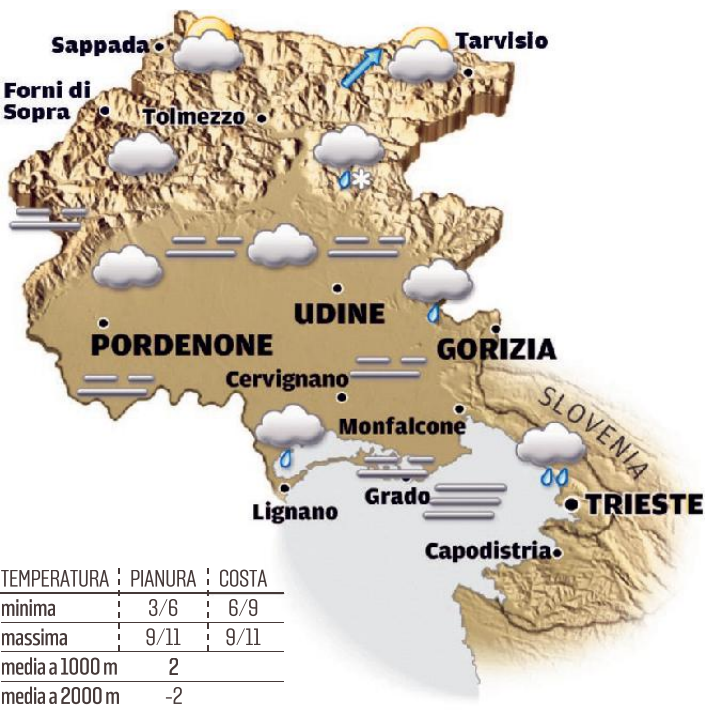 Sappada
Tarvisio
Forni di
Sopra
Tolmezzo
UDINE
PORDENONE
GORIZIA
Cervignano
SLOVENIA
Monfalcone
Lignano
Grado
TRIESTE
Capodistria
TEMPERATURA PIANURA COSTA
minima 3/6 6/9
massima 9/11 9/11
media a 1000 m 2
media a 2000 m -2